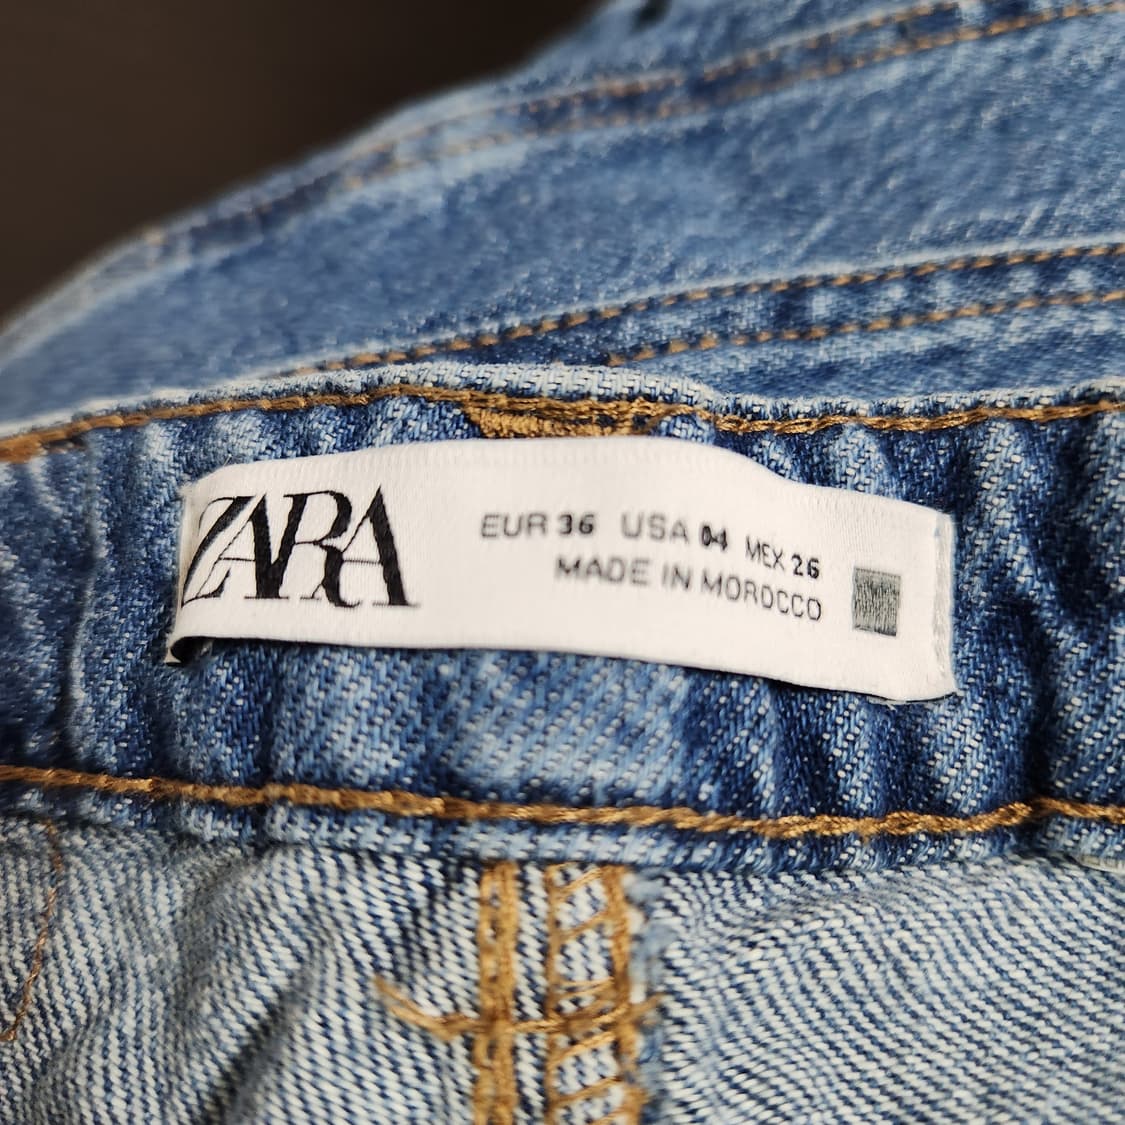 ZARA
EUR 36 USA 04 MEX 26
MADE IN MOROCCO